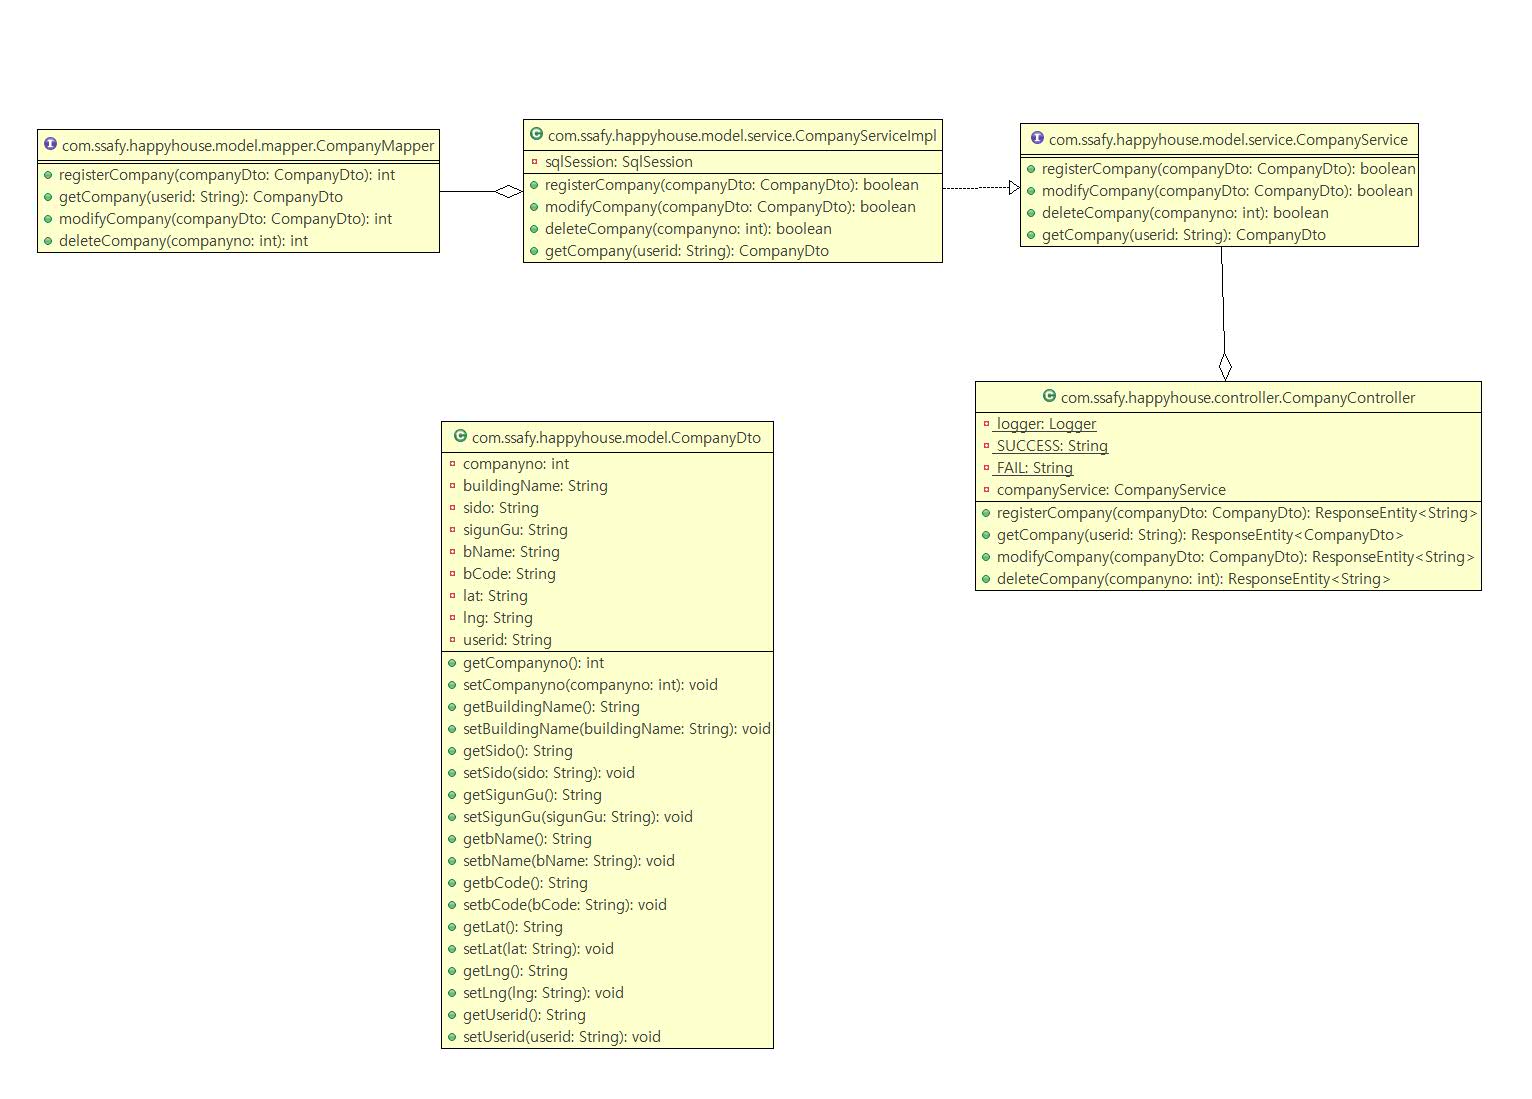 com.ssafy.happyhouse.model.mapper.CompanyMapper
registerCompany(companyDto: CompanyDto): int
getCompany(userid: String): CompanyDto
modifyCompany(companyDto: CompanyDto): int
deleteCompany(companyno: int): int
com.ssafy.happyhouse.model.service.CompanyServiceImpl
sqlSession: SqlSession
registerCompany(companyDto: CompanyDto): boolean
modifyCompany(companyDto: CompanyDto): boolean
deleteCompany(companyno: int): boolean
getCompany(userid: String): CompanyDto
com.ssafy.happyhouse.model.service.CompanyService
registerCompany(companyDto: CompanyDto): boolean
modifyCompany(companyDto: CompanyDto): boolean
deleteCompany(companyno: int): boolean
getCompany(userid: String): CompanyDto
com.ssafy.happyhouse.controller.CompanyController
logger: Logger
SUCCESS: String
FAIL: String
companyService: CompanyService
registerCompany(companyDto: CompanyDto): ResponseEntity<String>
getCompany(userid: String): ResponseEntity<CompanyDto>
modifyCompany(companyDto: CompanyDto): ResponseEntity<String>
deleteCompany(companyno: int): ResponseEntity<String>
com.ssafy.happyhouse.model.CompanyDto
companyno: int
buildingName: String
sido: String
sigunGu: String
bName: String
bCode: String
lat: String
lng: String
userid: String
getCompanyno(): int
setCompanyno(companyno: int): void
getBuildingName(): String
setBuildingName(buildingName: String): void
getSido(): String
setSido(sido: String): void
getSigunGu(): String
setSigunGu(sigunGu: String): void
getbName(): String
setbName(bName: String): void
getbCode(): String
setbCode(bCode: String): void
getLat(): String
setLat(lat: String): void
getLng(): String
setLng(lng: String): void
getUserid(): String
setUserid(userid: String): void